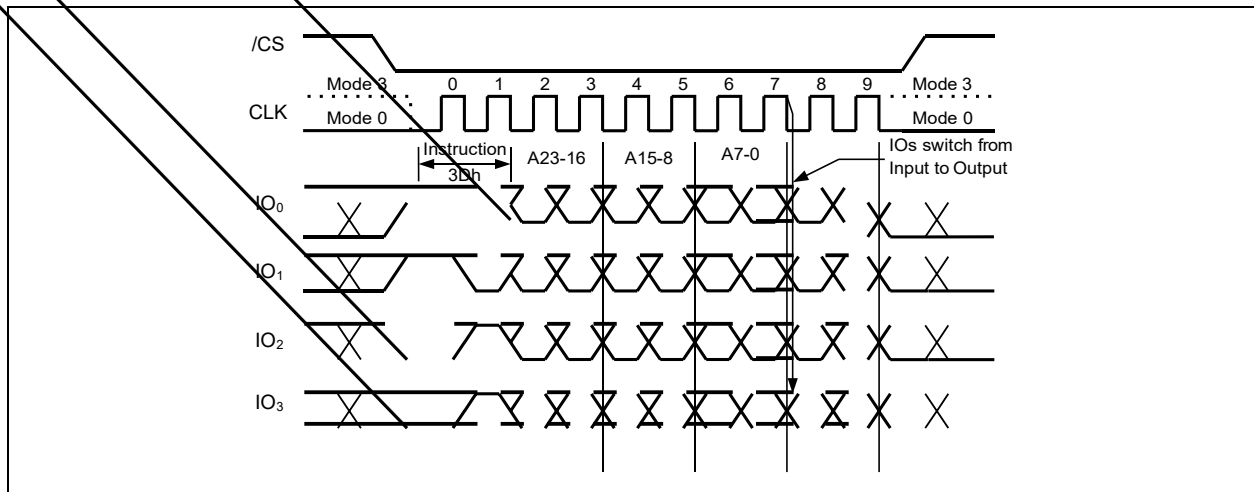 /CS
Mode 3 0 1 2 3 4 5 6 7 8 9 Mode 3
CLK
Mode 0 Mode 0
Instruction A23-16 A15-8 A7-0 IOs switch from
3Dh Input to Output
IO0
IO1
IO2
IO3